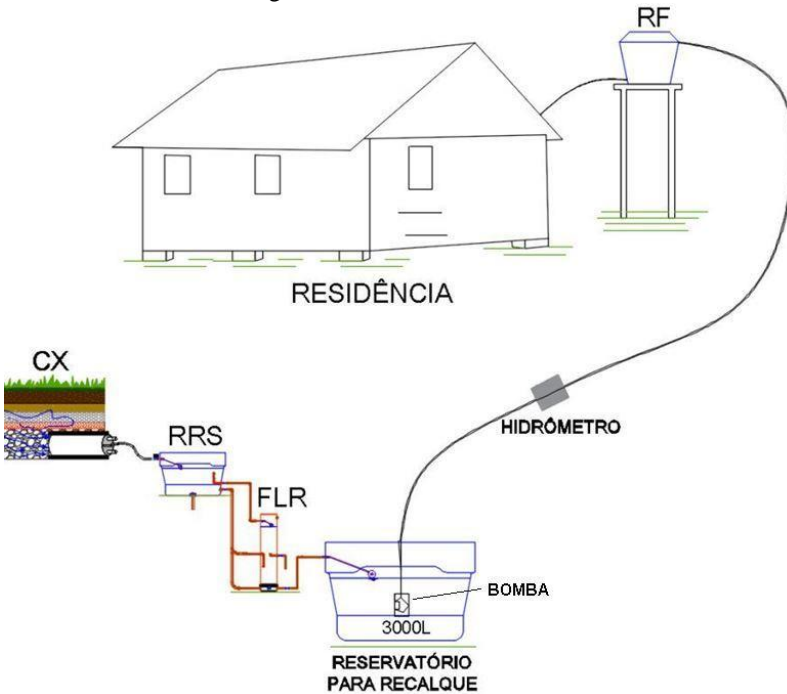 RF
RESIDÊNCIA
CX
HIDRÔMETRO
RRS
FLR
BOMBA
3000L
RESERVATÓRIO
PARA RECALQUE